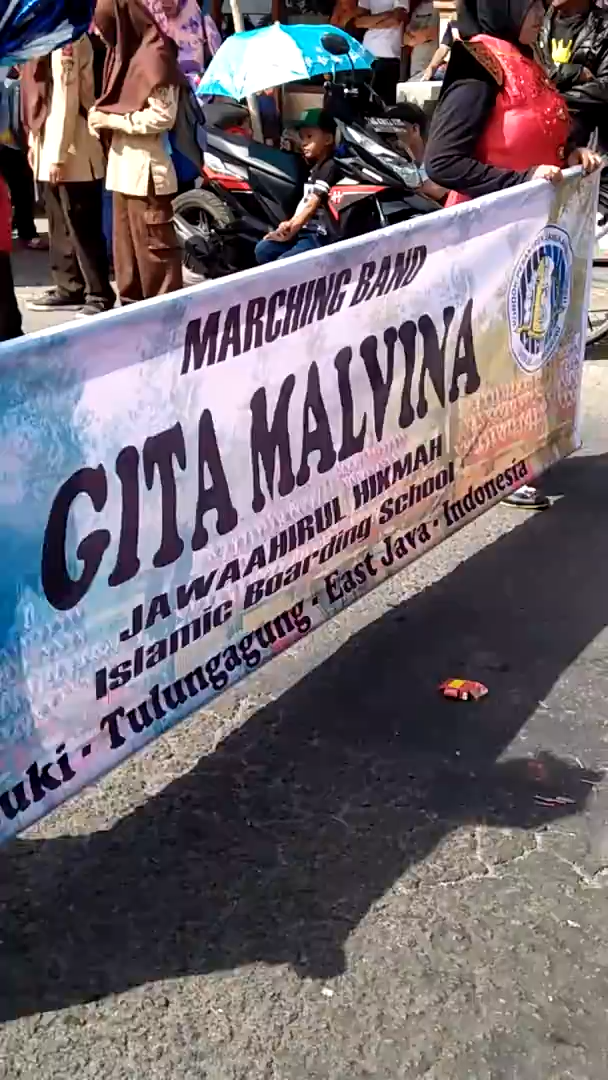 MARCHING BAND
GITA MALVINA
JAWAAHIRUL HIKMAH
Islamic Boarding School
uki - Tulungagung - East Java - Indonesia